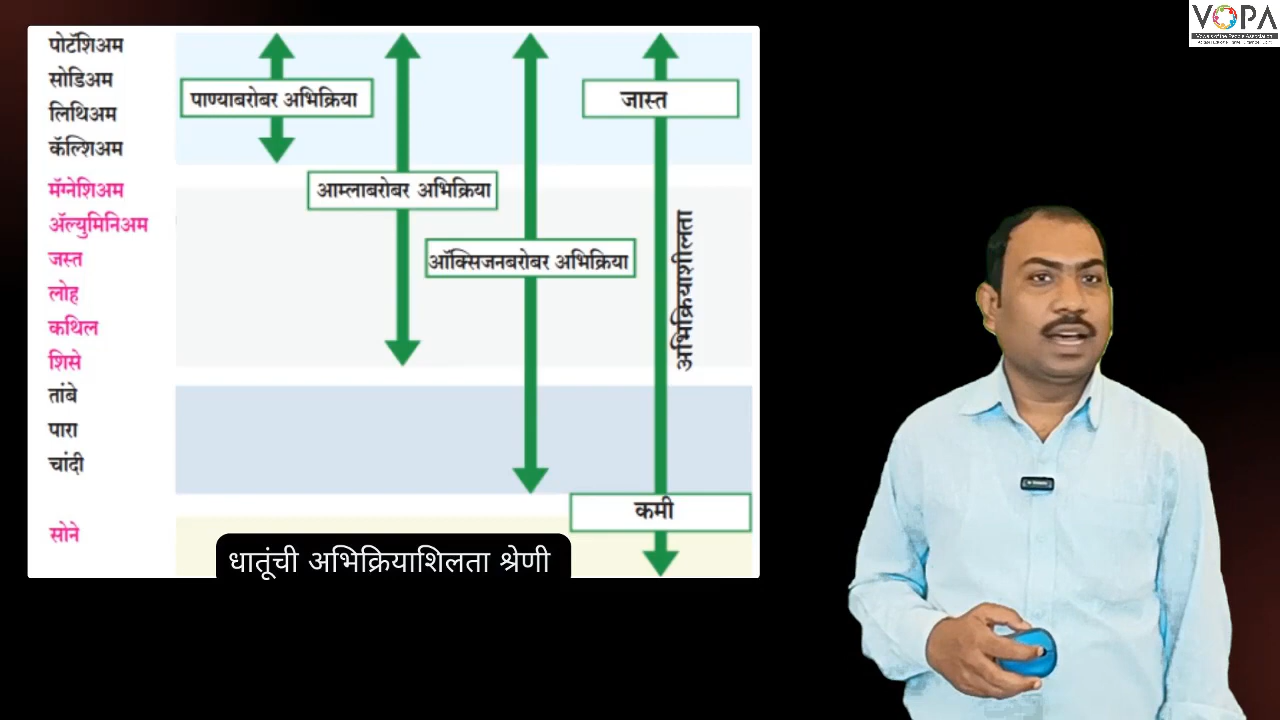 VOPA
पोटॅशिअम
सोडिअम
लिथिअम
कॅल्शिअम
मॅग्नेशिअम
ॲल्युमिनिअम
जस्त
लोह
कथिल
शिसे
तांबे
पारा
चांदी
सोने
पाण्याबरोबर अभिक्रिया
आम्लाबरोबर अभिक्रिया
ऑक्सिजनबरोबर अभिक्रिया
जास्त
अभिक्रियाशीलता
कमी
धातूंची अभिक्रियाशिलता श्रेणी